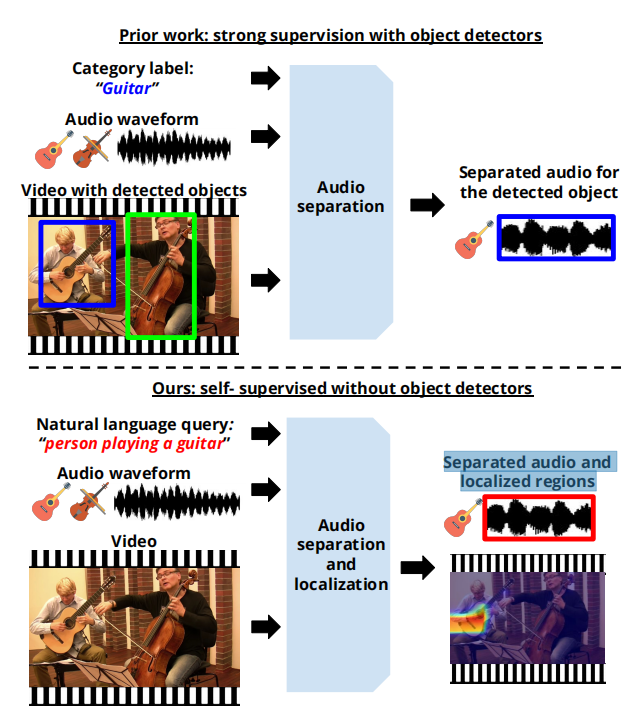 Prior work: strong supervision with object detectors
Category label:
“Guitar”
Audio waveform
Video with detected objects
Audio
separation
Separated audio for
the detected object
Ours: self- supervised without object detectors
Natural language query:
“person playing a guitar”
Audio waveform
Video
Audio
separation
and
localization
Separated audio and
localized regions